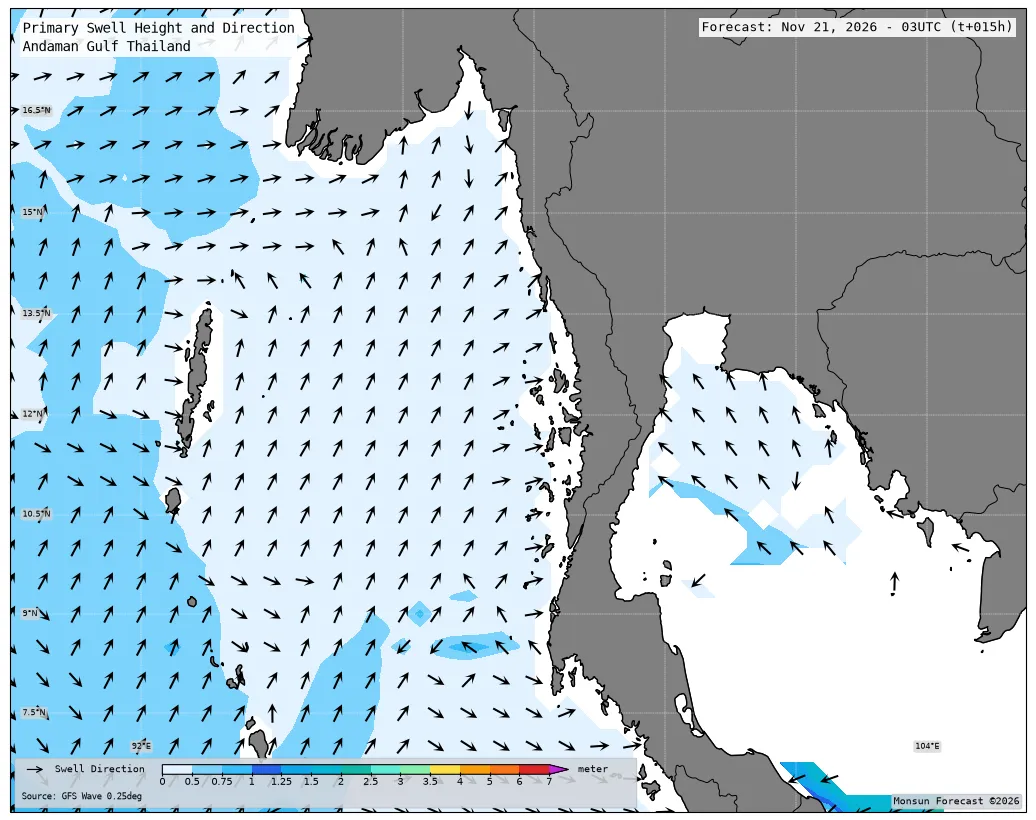 Primary Swell Height and Direction
Andaman Gulf Thailand
Forecast: Nov 21, 2026 - 03UTC (t+015h)
16.5°N
15°N
13.5°N
12°N
10.5°N
9°N
7.5°N
92°E
104°E
Swell Direction
0 0.5 0.75 1 1.25 1.5 2 2.5 3 3.5 4 5 6
meter
Source: GFS Wave 0.25deg
Monsun Forecast ©2026